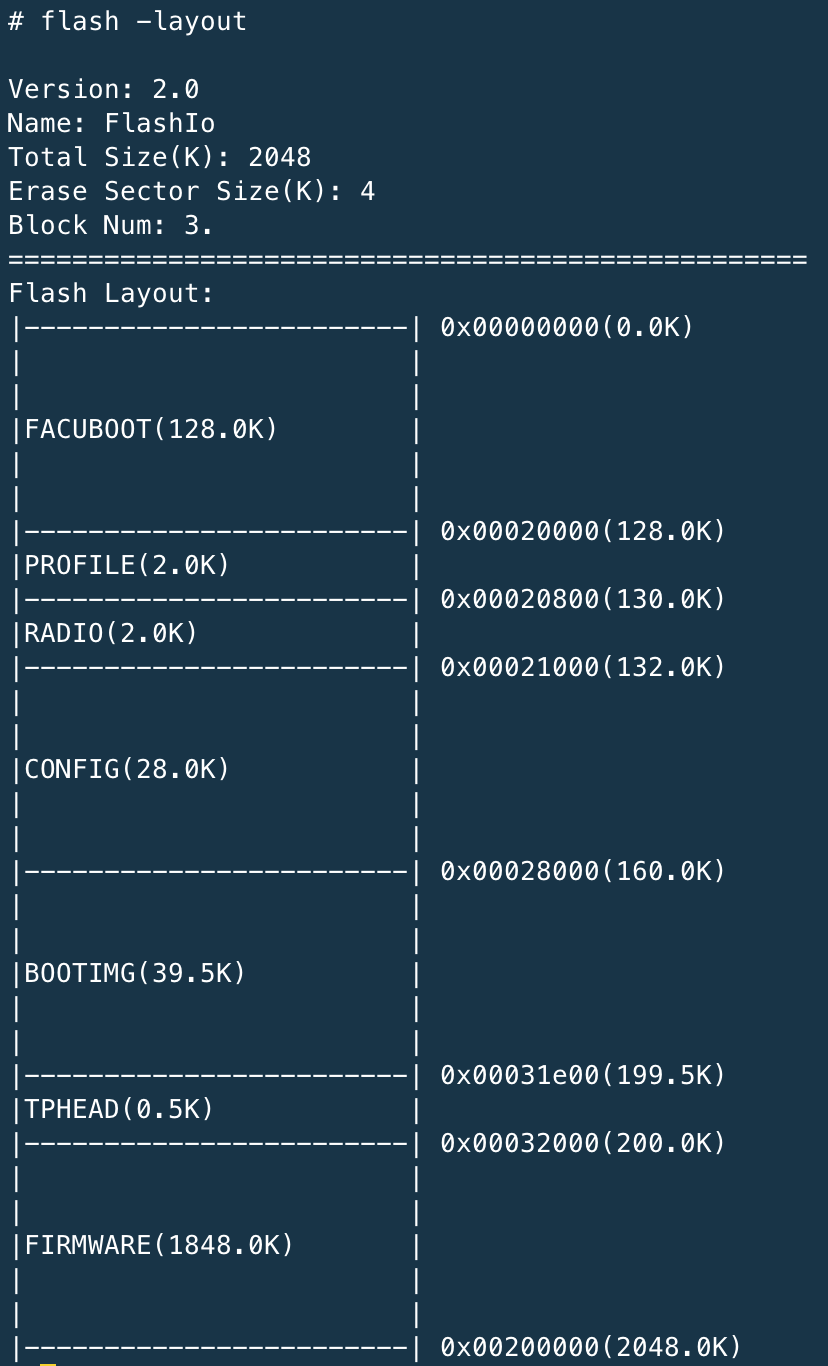 # flash -layout

Version: 2.0
Name: FlashIo
Total Size(K): 2048
Erase Sector Size(K): 4
Block Num: 3.
==================================================
Flash Layout:
|------------------------| 0x00000000(0.0K)
|                        |
|                        |
|FACUBOOT(128.0K)        |
|                        |
|                        |
|------------------------| 0x00020000(128.0K)
|PROFILE(2.0K)           |
|------------------------| 0x00020800(130.0K)
|RADIO(2.0K)             |
|------------------------| 0x00021000(132.0K)
|                        |
|                        |
|CONFIG(28.0K)           |
|                        |
|                        |
|------------------------| 0x00028000(160.0K)
|                        |
|                        |
|BOOTIMG(39.5K)          |
|                        |
|                        |
|------------------------| 0x00031e00(199.5K)
|TPHEAD(0.5K)            |
|------------------------| 0x00032000(200.0K)
|                        |
|                        |
|FIRMWARE(1848.0K)       |
|                        |
|                        |
|------------------------| 0x00200000(2048.0K)